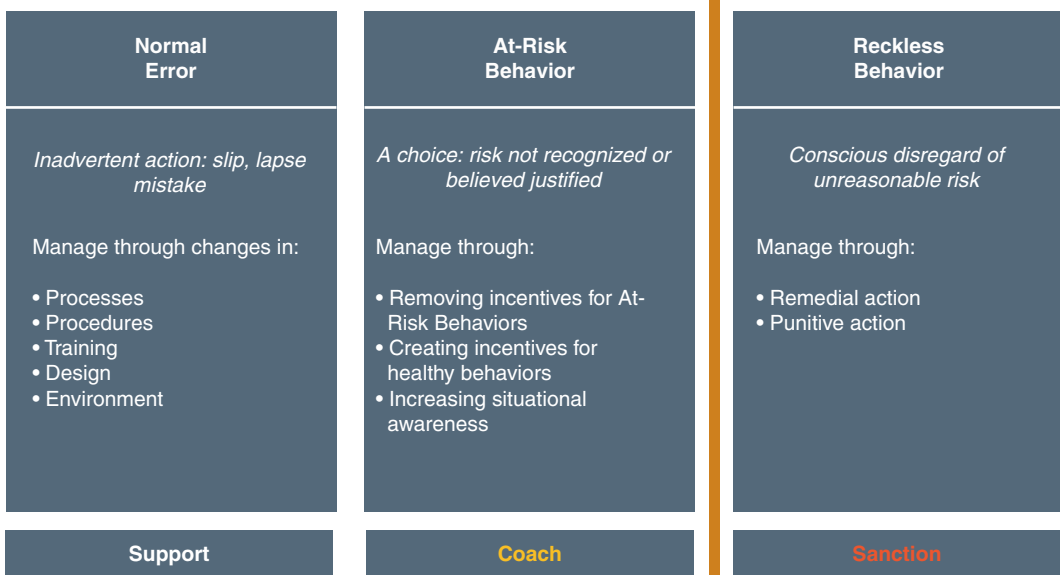 Normal
Error
Inadvertent action: slip, lapse
mistake
Manage through changes in:
• Processes
• Procedures
• Training
• Design
• Environment
Support
At-Risk
Behavior
A choice: risk not recognized or
believed justified
Manage through:
• Removing incentives for At-
Risk Behaviors
• Creating incentives for
healthy behaviors
• Increasing situational
awareness
Coach
Reckless
Behavior
Conscious disregard of
unreasonable risk
Manage through:
• Remedial action
• Punitive action
Sanction